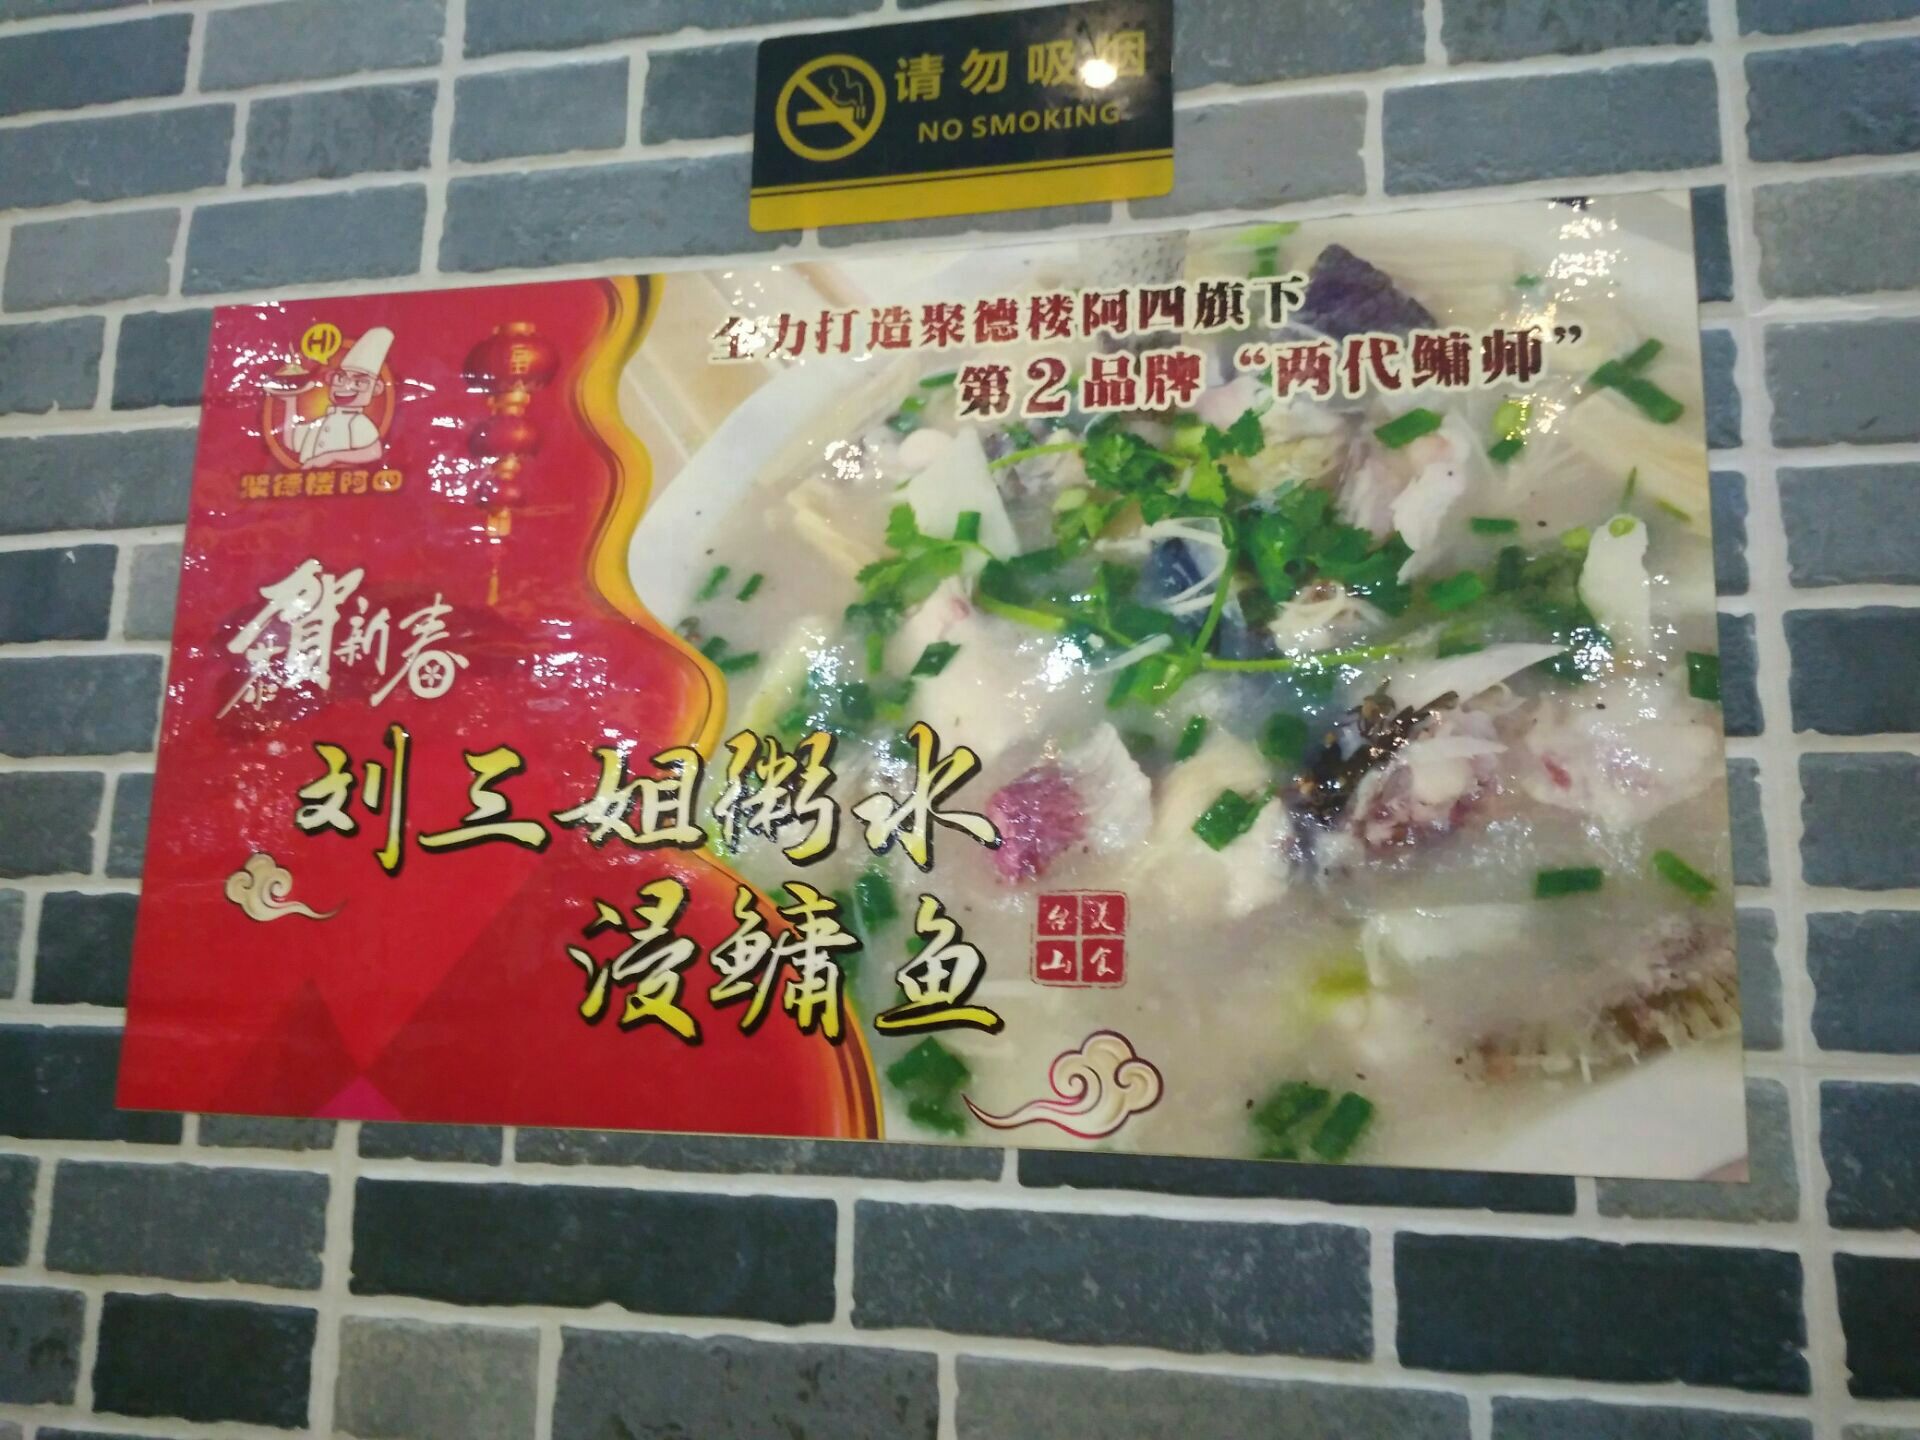 请勿吸烟
NO SMOKING
全力打造聚德楼阿四旗下
第2品牌“两代鳙师”
HD
聚德楼阿四
恭贺新春
刘三姐粥水
浸鳙鱼
台山
美食